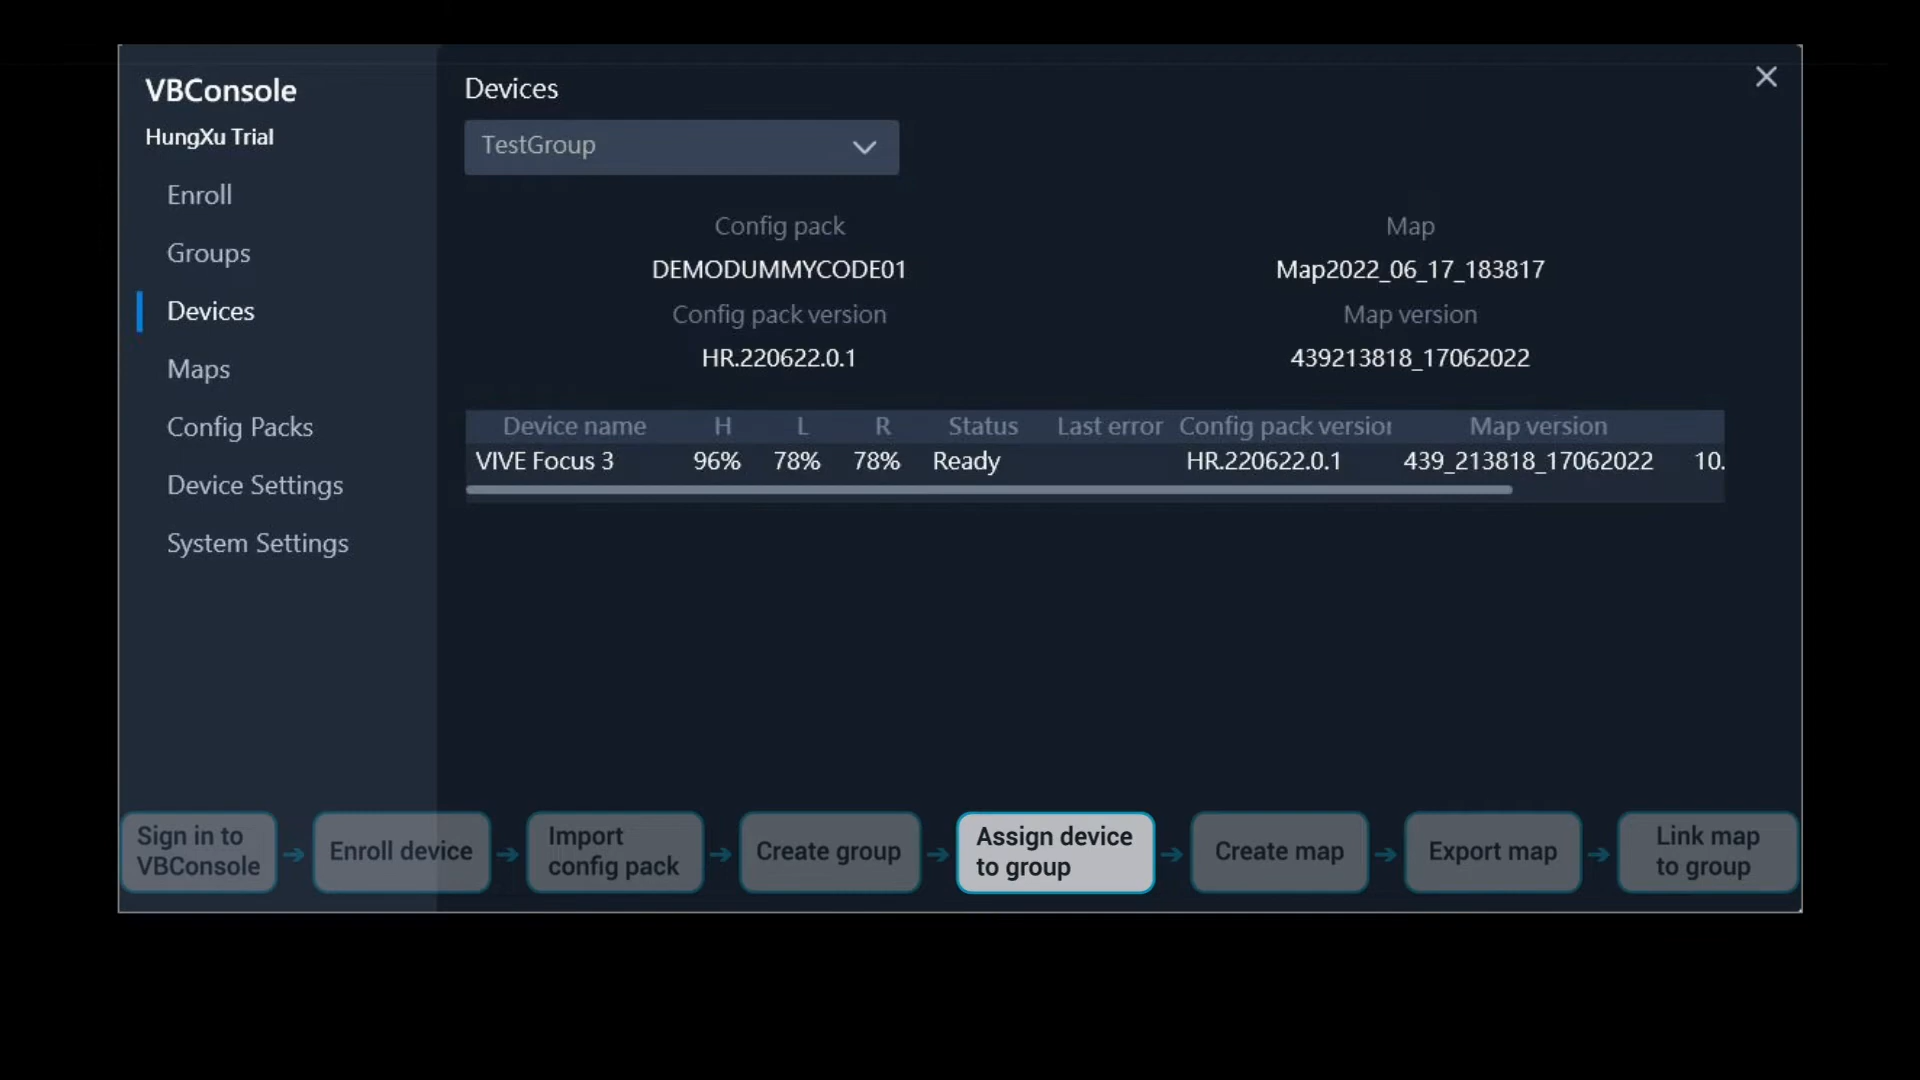 VBConsole
HungXu Trial
Enroll
Groups
Devices
Maps
Config Packs
Device Settings
System Settings
Devices
TestGroup
Config pack
DEMODUMMYCODE01
Config pack version
HR.220622.0.1
Map
Map2022_06_17_183817
Map version
439213818_17062022
Device name H L R Status Last error Config pack version Map version
VIVE Focus 3 96% 78% 78% Ready HR.220622.0.1 439_213818_17062022 10.
Sign in to
VBConsole
Enroll device
Import
config pack
Create group
Assign device
to group
Create map
Export map
Link map
to group